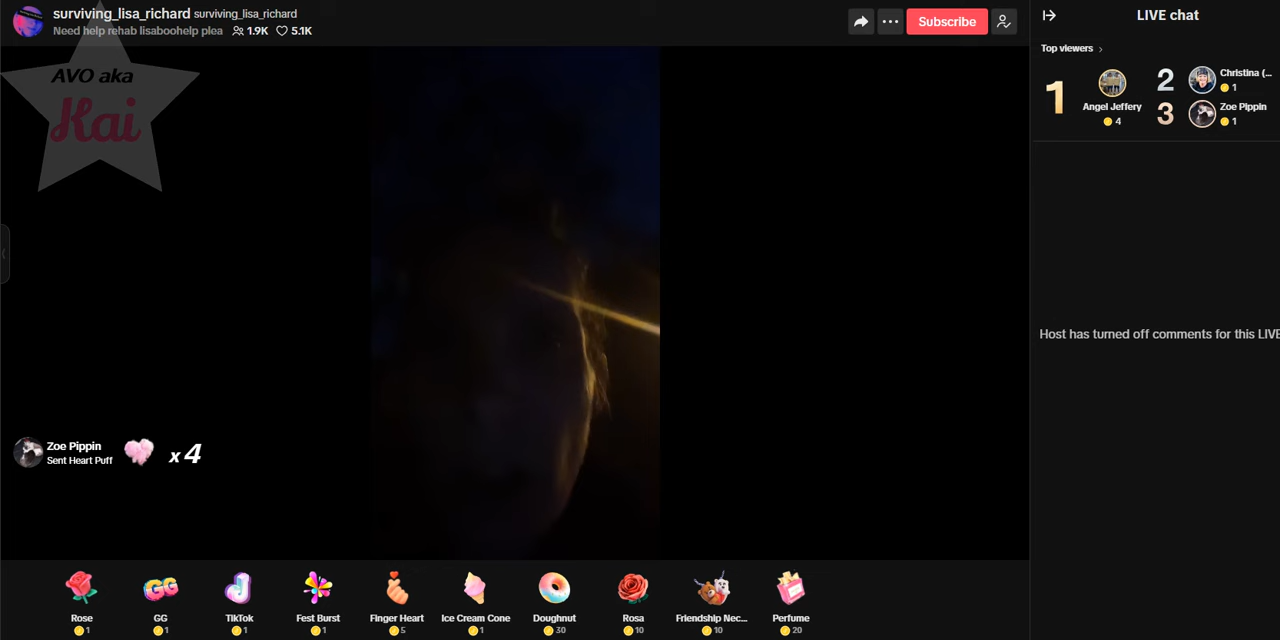 surviving_lisa_richard surviving_lisa_richard
Need help rehab lisaboohelp plea 1.9K 5.1K
Subscribe
LIVE chat
Top viewers
AVO aka
Kai
1
Angel Jeffery
4
2
Christina (...
1
3
Zoe Pippin
1
Host has turned off comments for this LIVE
Zoe Pippin
Sent Heart Puff
x 4
GG
Rose GG TikTok Fest Burst Finger Heart Ice Cream Cone Doughnut Rosa Friendship Nec... Perfume
1 1 1 1 5 1 30 10 10 20